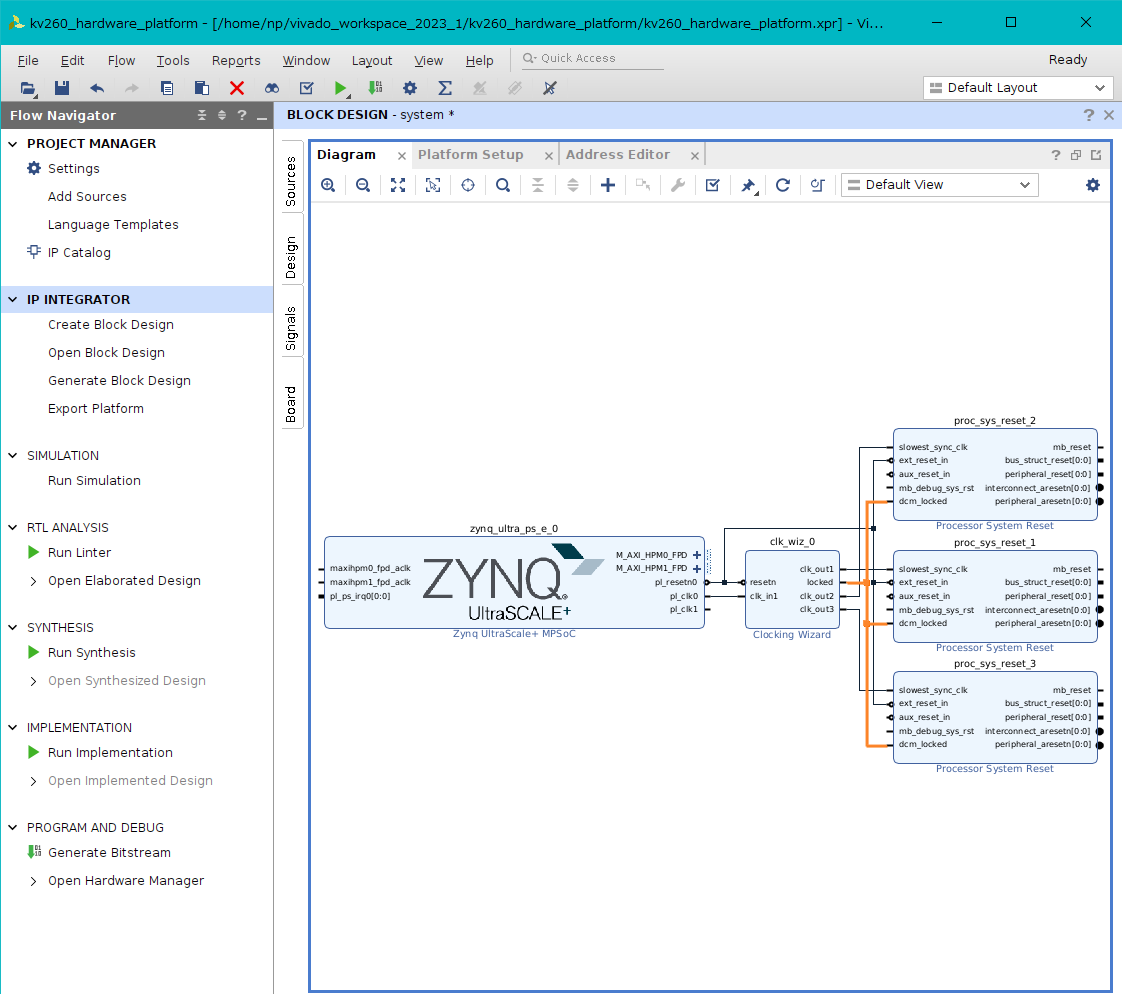 kv260_hardware_platform - [/home/np/vivado_workspace_2023_1/kv260_hardware_platform/kv260_hardware_platform.xpr] - Vi...
File Edit Flow Tools Reports Window Layout View Help Quick Access Ready
Default Layout
Flow Navigator
PROJECT MANAGER
Settings
Add Sources
Language Templates
IP Catalog
IP INTEGRATOR
Create Block Design
Open Block Design
Generate Block Design
Export Platform
SIMULATION
Run Simulation
RTL ANALYSIS
Run Linter
Open Elaborated Design
SYNTHESIS
Run Synthesis
Open Synthesized Design
IMPLEMENTATION
Run Implementation
Open Implemented Design
PROGRAM AND DEBUG
Generate Bitstream
Open Hardware Manager
BLOCK DESIGN - system *
Sources
Design
Signals
Board
Diagram Platform Setup Address Editor
Default View
zynq_ultra_ps_e_0
maxihpm0_fpd_aclk
maxihpm1_fpd_aclk
pl_ps_irq0[0:0]
ZYNQ
UltraSCALE+
M_AXI_HPM0_FPD
M_AXI_HPM1_FPD
pl_resetn0
pl_clk0
pl_clk1
Zynq UltraScale+ MPSoC
clk_wiz_0
resetn
clk_in1
clk_out1
locked
clk_out2
clk_out3
Clocking Wizard
proc_sys_reset_2
slowest_sync_clk mb_reset
ext_reset_in bus_struct_reset[0:0]
aux_reset_in peripheral_reset[0:0]
mb_debug_sys_rst interconnect_aresetn[0:0]
dcm_locked peripheral_aresetn[0:0]
Processor System Reset
proc_sys_reset_1
slowest_sync_clk mb_reset
ext_reset_in bus_struct_reset[0:0]
aux_reset_in peripheral_reset[0:0]
mb_debug_sys_rst interconnect_aresetn[0:0]
dcm_locked peripheral_aresetn[0:0]
Processor System Reset
proc_sys_reset_3
slowest_sync_clk mb_reset
ext_reset_in bus_struct_reset[0:0]
aux_reset_in peripheral_reset[0:0]
mb_debug_sys_rst interconnect_aresetn[0:0]
dcm_locked peripheral_aresetn[0:0]
Processor System Reset